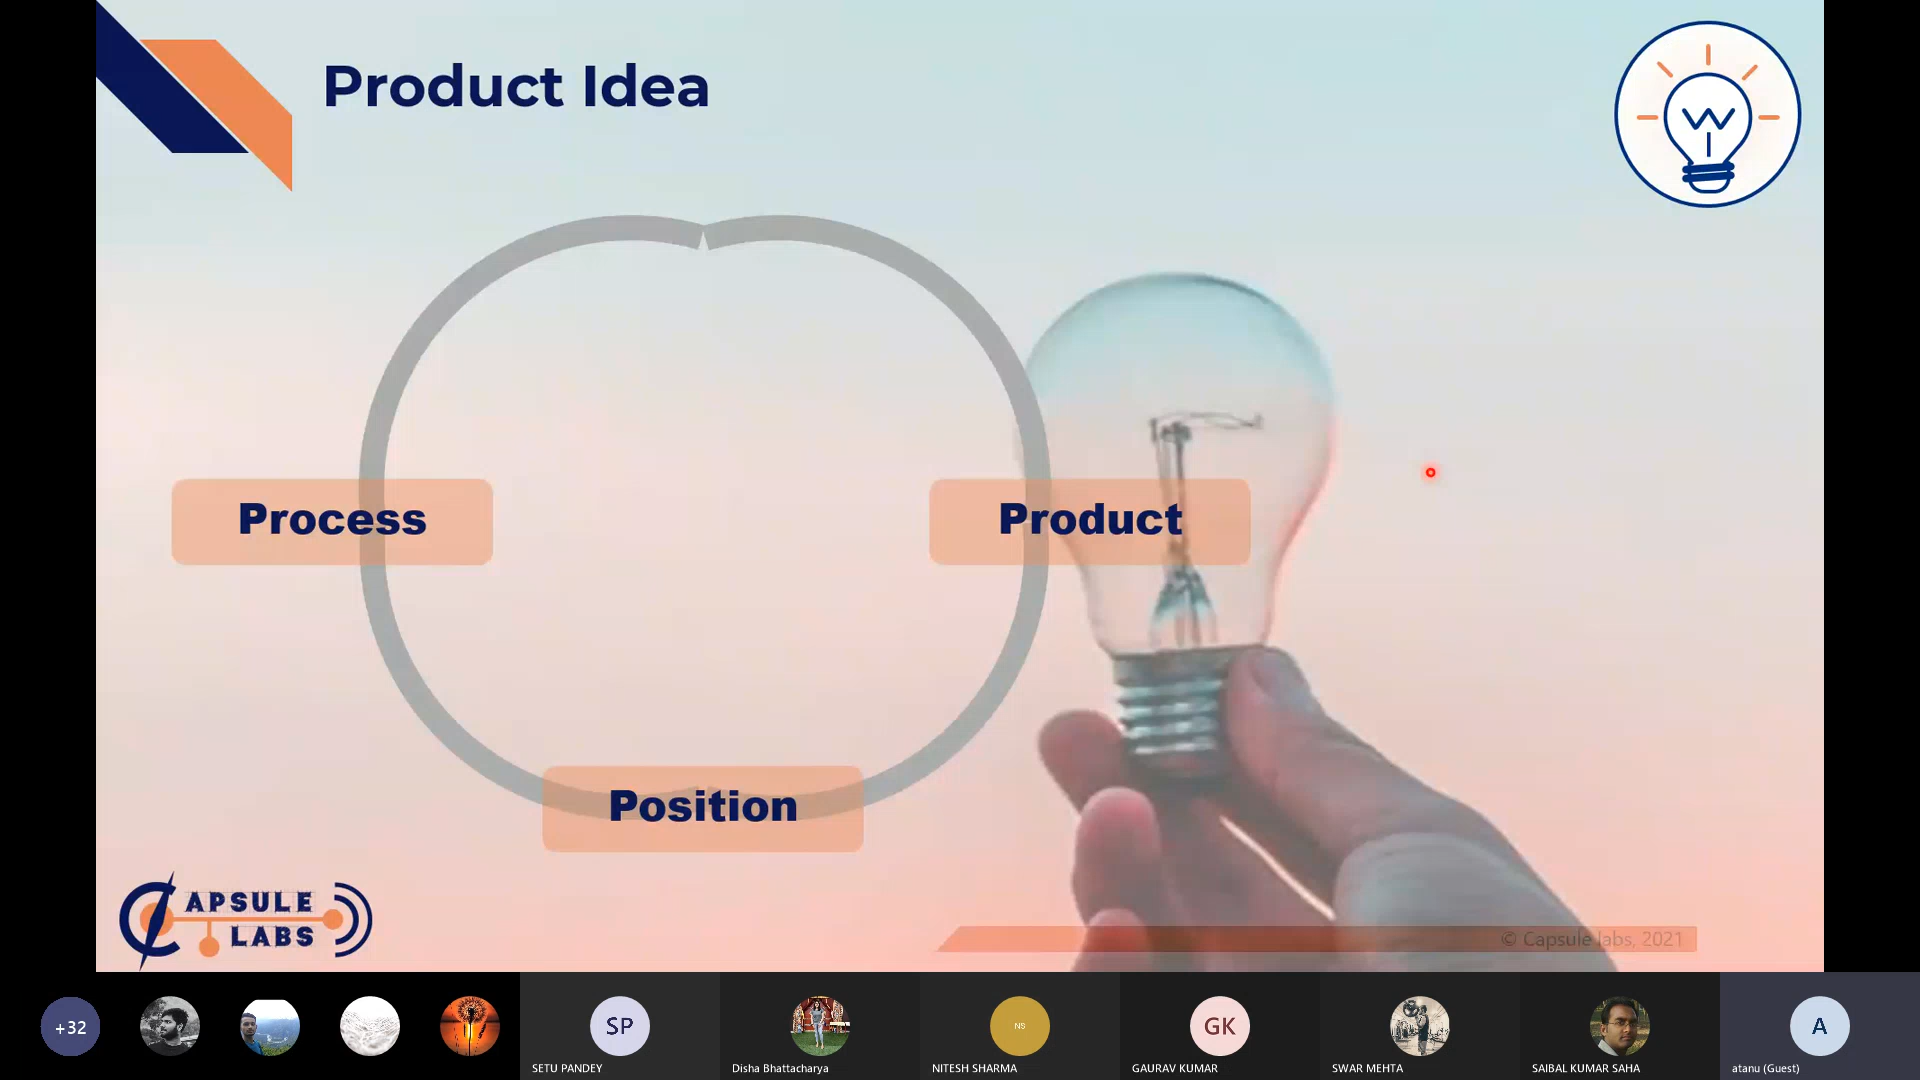 Product Idea
Process
Product
Position
CAPSULE
LABS
© Capsule labs, 2021
+32
SP
NS
GK
A
SETU PANDEY
Disha Bhattacharya
NITESH SHARMA
GAURAV KUMAR
SWAR MEHTA
SAIBAL KUMAR SAHA
atanu (Guest)